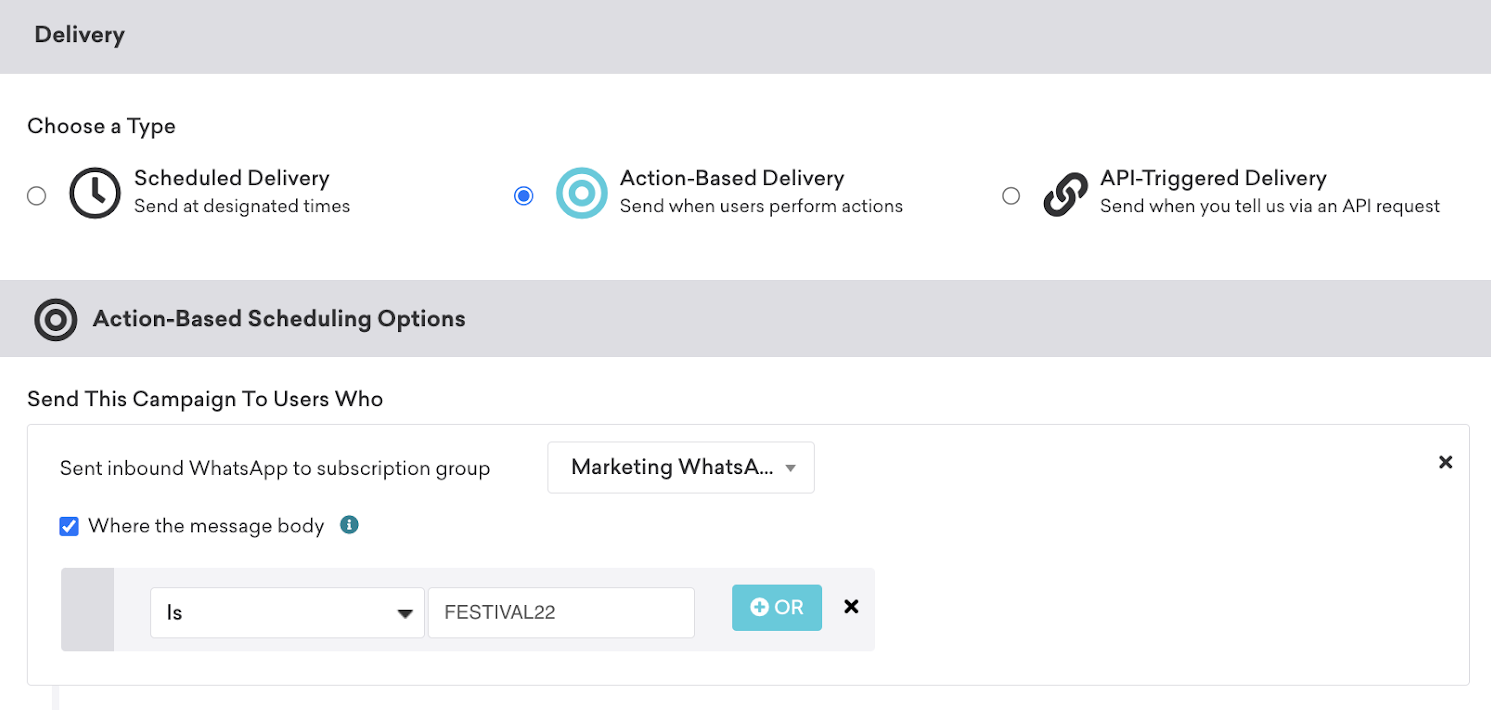 Delivery
Choose a Type
Scheduled Delivery
Send at designated times
Action-Based Delivery
Send when users perform actions
API-Triggered Delivery
Send when you tell us via an API request
Action-Based Scheduling Options
Send This Campaign To Users Who
Sent inbound WhatsApp to subscription group
Marketing WhatsA...
Where the message body
Is
FESTIVAL22
OR